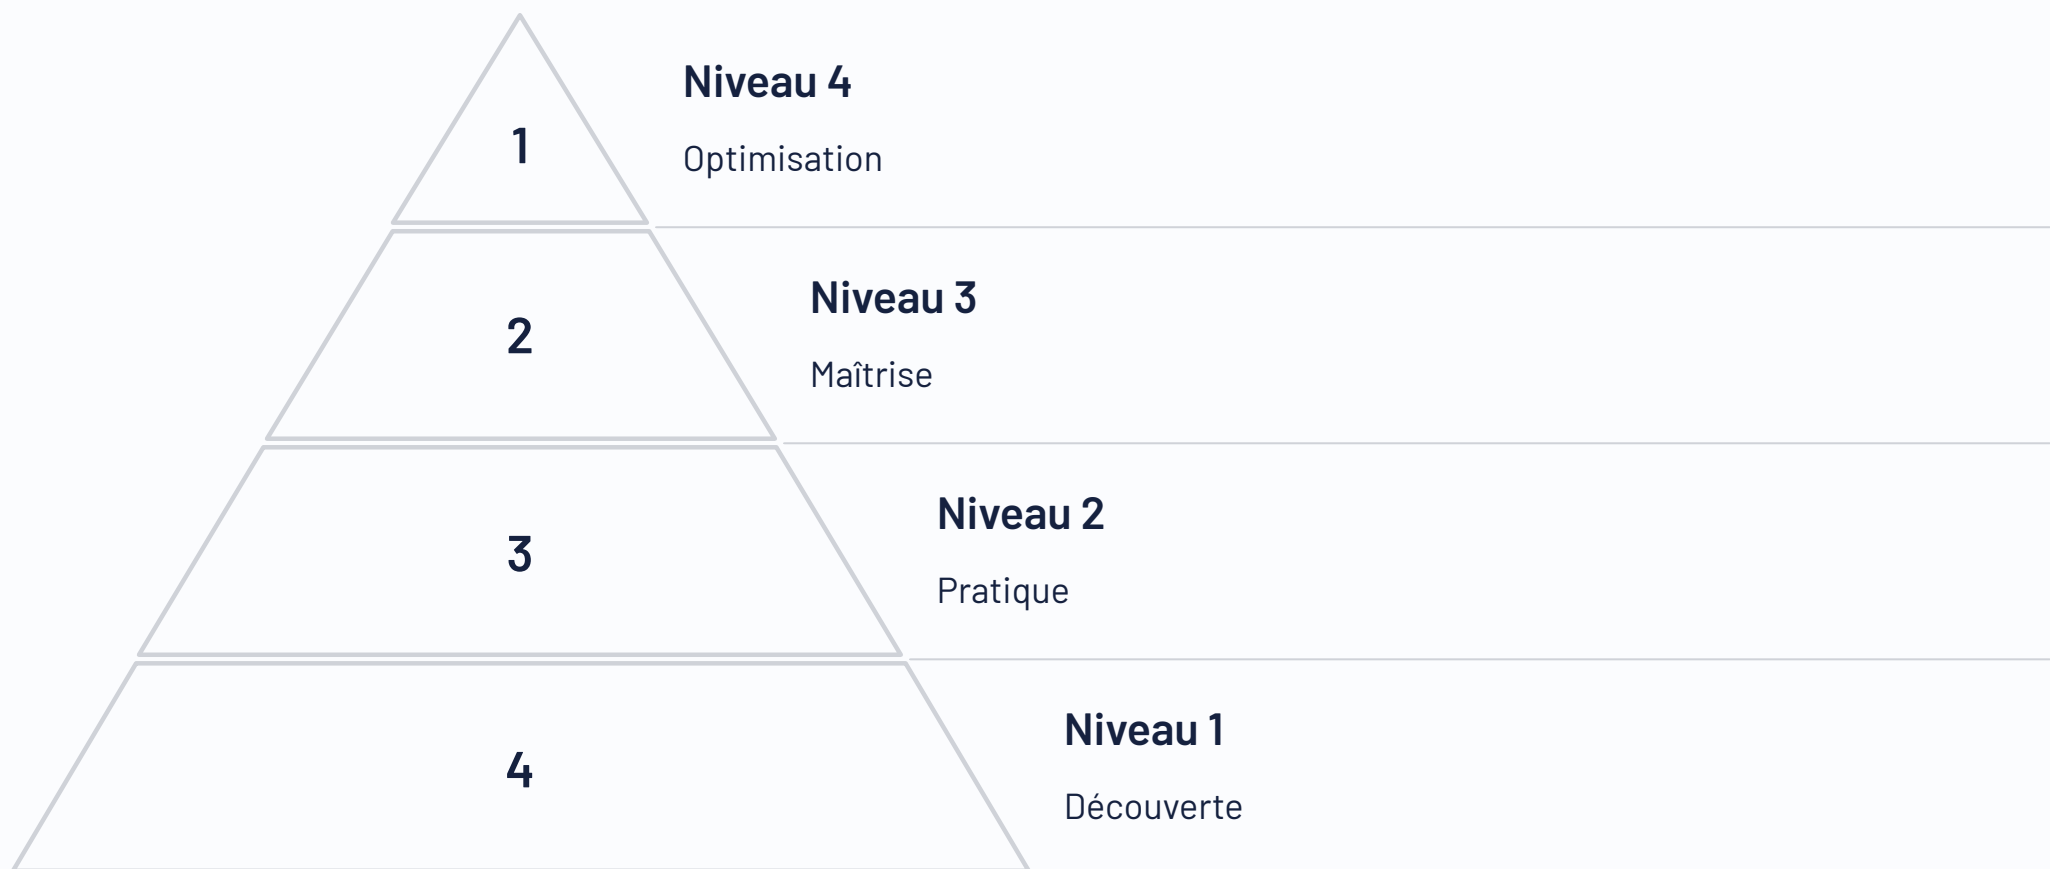 1
Niveau 4
Optimisation
2
Niveau 3
Maîtrise
3
Niveau 2
Pratique
4
Niveau 1
Découverte